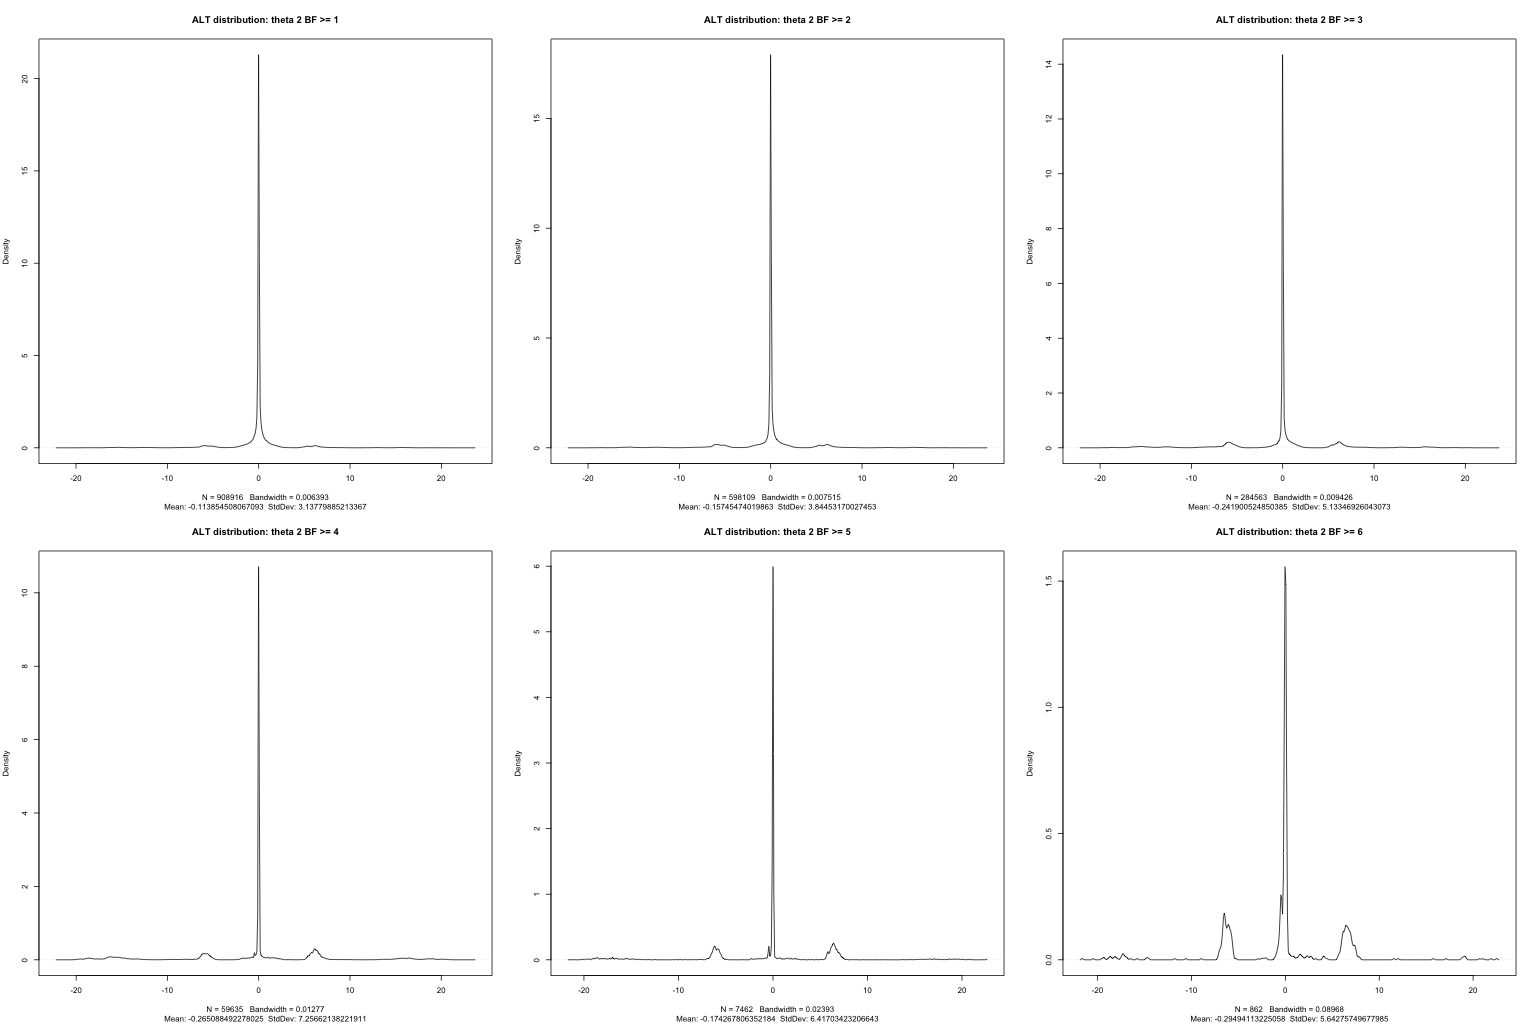 ALT distribution: theta 2 BF >= 1
20
15
10
5
0
Density
-20 -10 0 10 20
N = 908916 Bandwidth = 0.006393
Mean: -0.113854508067093 StdDev: 3.13779885213367
ALT distribution: theta 2 BF >= 2
15
10
5
0
Density
-20 -10 0 10 20
N = 598109 Bandwidth = 0.007515
Mean: -0.15745474019863 StdDev: 3.84453170027453
ALT distribution: theta 2 BF >= 3
14
12
10
8
6
4
2
0
Density
-20 -10 0 10 20
N = 284563 Bandwidth = 0.009426
Mean: -0.241900524850385 StdDev: 5.13346926043073
ALT distribution: theta 2 BF >= 4
10
8
6
4
2
0
Density
-20 -10 0 10 20
N = 59635 Bandwidth = 0.01277
Mean: -0.265088492278025 StdDev: 7.25662138221911
ALT distribution: theta 2 BF >= 5
6
5
4
3
2
1
0
Density
-20 -10 0 10 20
N = 7462 Bandwidth = 0.02393
Mean: -0.174267806352184 StdDev: 6.41703423206643
ALT distribution: theta 2 BF >= 6
1.5
1.0
0.5
0.0
Density
-20 -10 0 10 20
N = 862 Bandwidth = 0.08968
Mean: -0.29494113225058 StdDev: 5.64275749677985